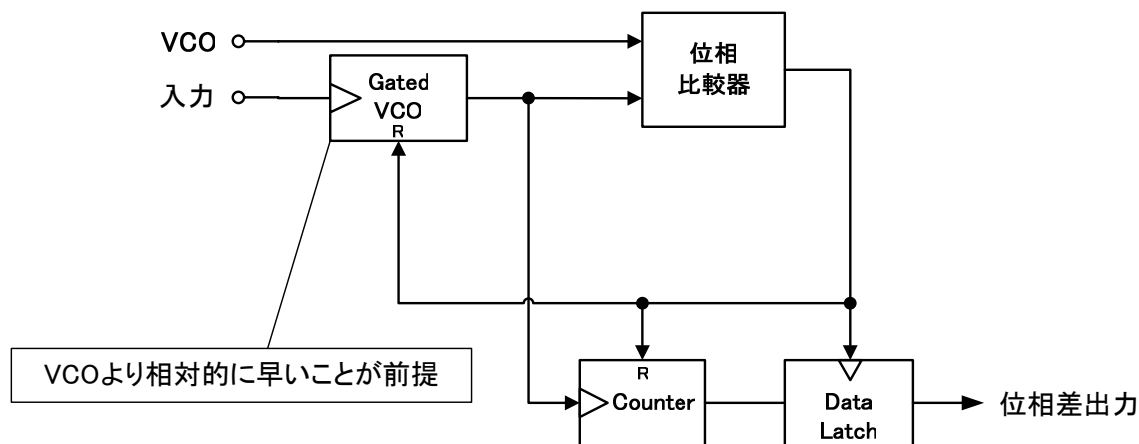 VCO
入力
Gated
VCO
R
位相
比較器
VCOより相対的に早いことが前提
R
Counter
Data
Latch
位相差出力